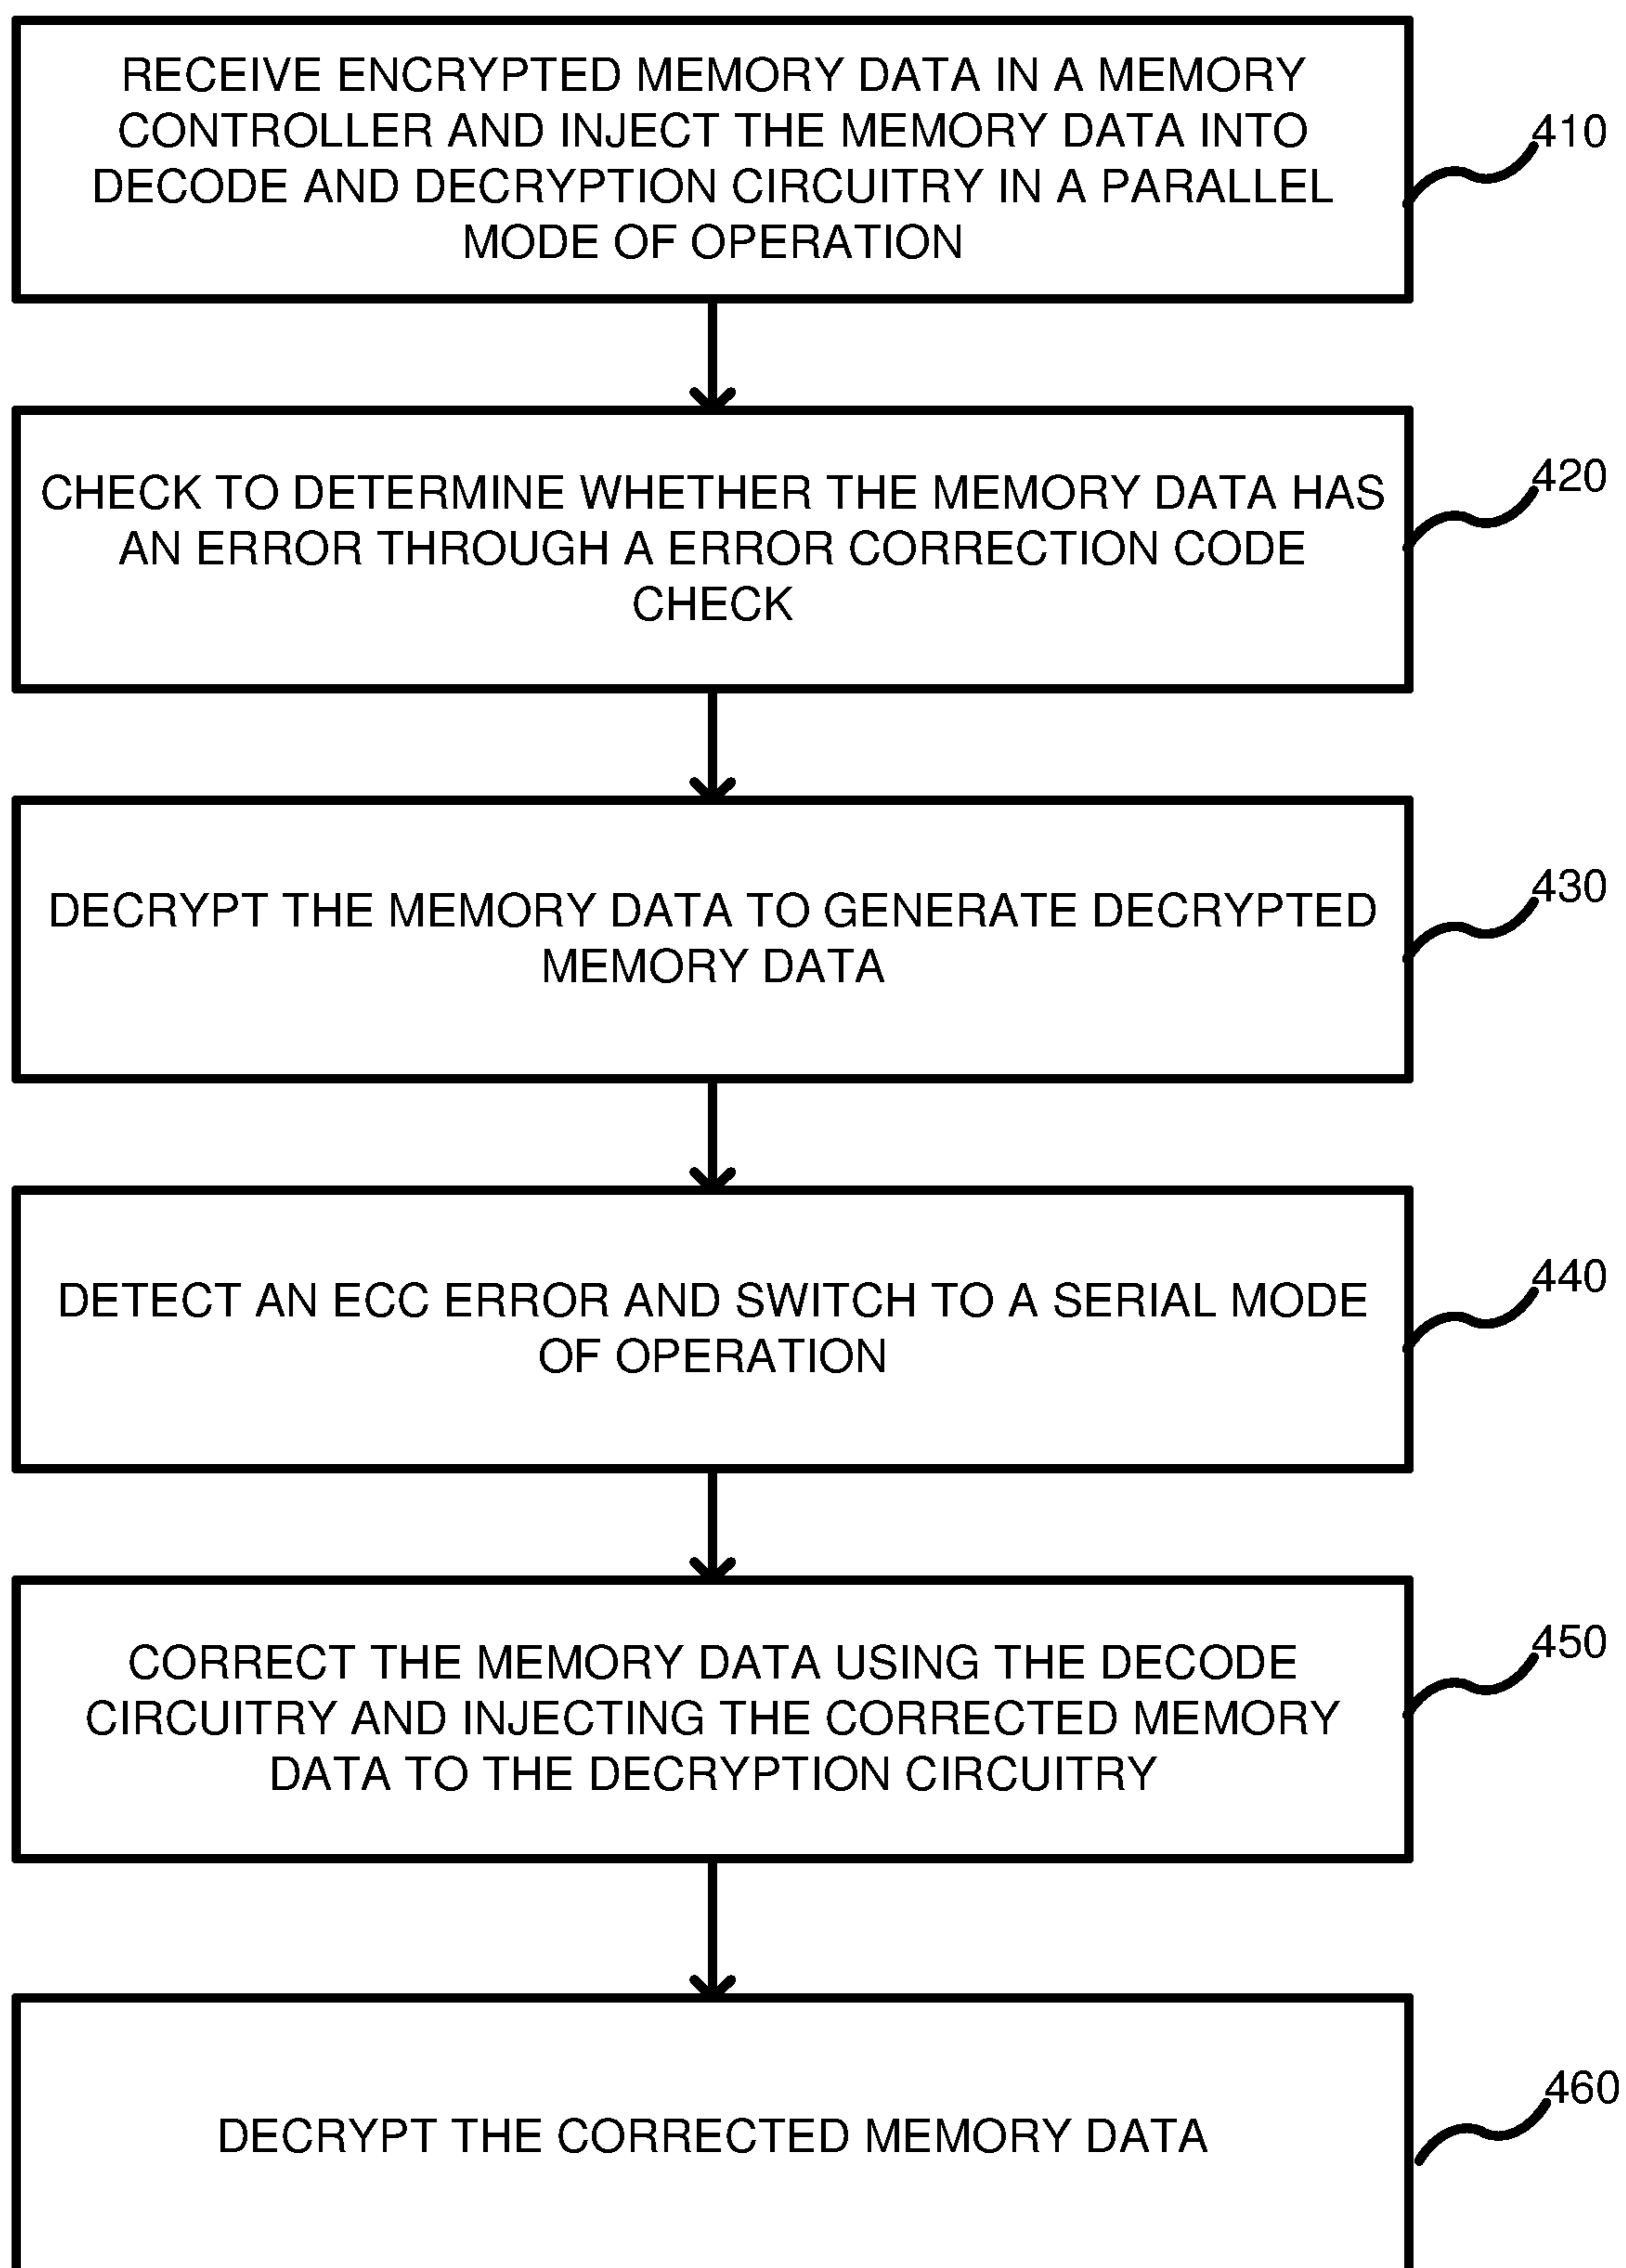 RECEIVE ENCRYPTED MEMORY DATA IN A MEMORY
CONTROLLER AND INJECT THE MEMORY DATA INTO
DECODE AND DECRYPTION CIRCUITRY IN A PARALLEL
MODE OF OPERATION
410
CHECK TO DETERMINE WHETHER THE MEMORY DATA HAS
AN ERROR THROUGH A ERROR CORRECTION CODE
CHECK
420
DECRYPT THE MEMORY DATA TO GENERATE DECRYPTED
MEMORY DATA
430
DETECT AN ECC ERROR AND SWITCH TO A SERIAL MODE
OF OPERATION
440
CORRECT THE MEMORY DATA USING THE DECODE
CIRCUITRY AND INJECTING THE CORRECTED MEMORY
DATA TO THE DECRYPTION CIRCUITRY
450
DECRYPT THE CORRECTED MEMORY DATA
460